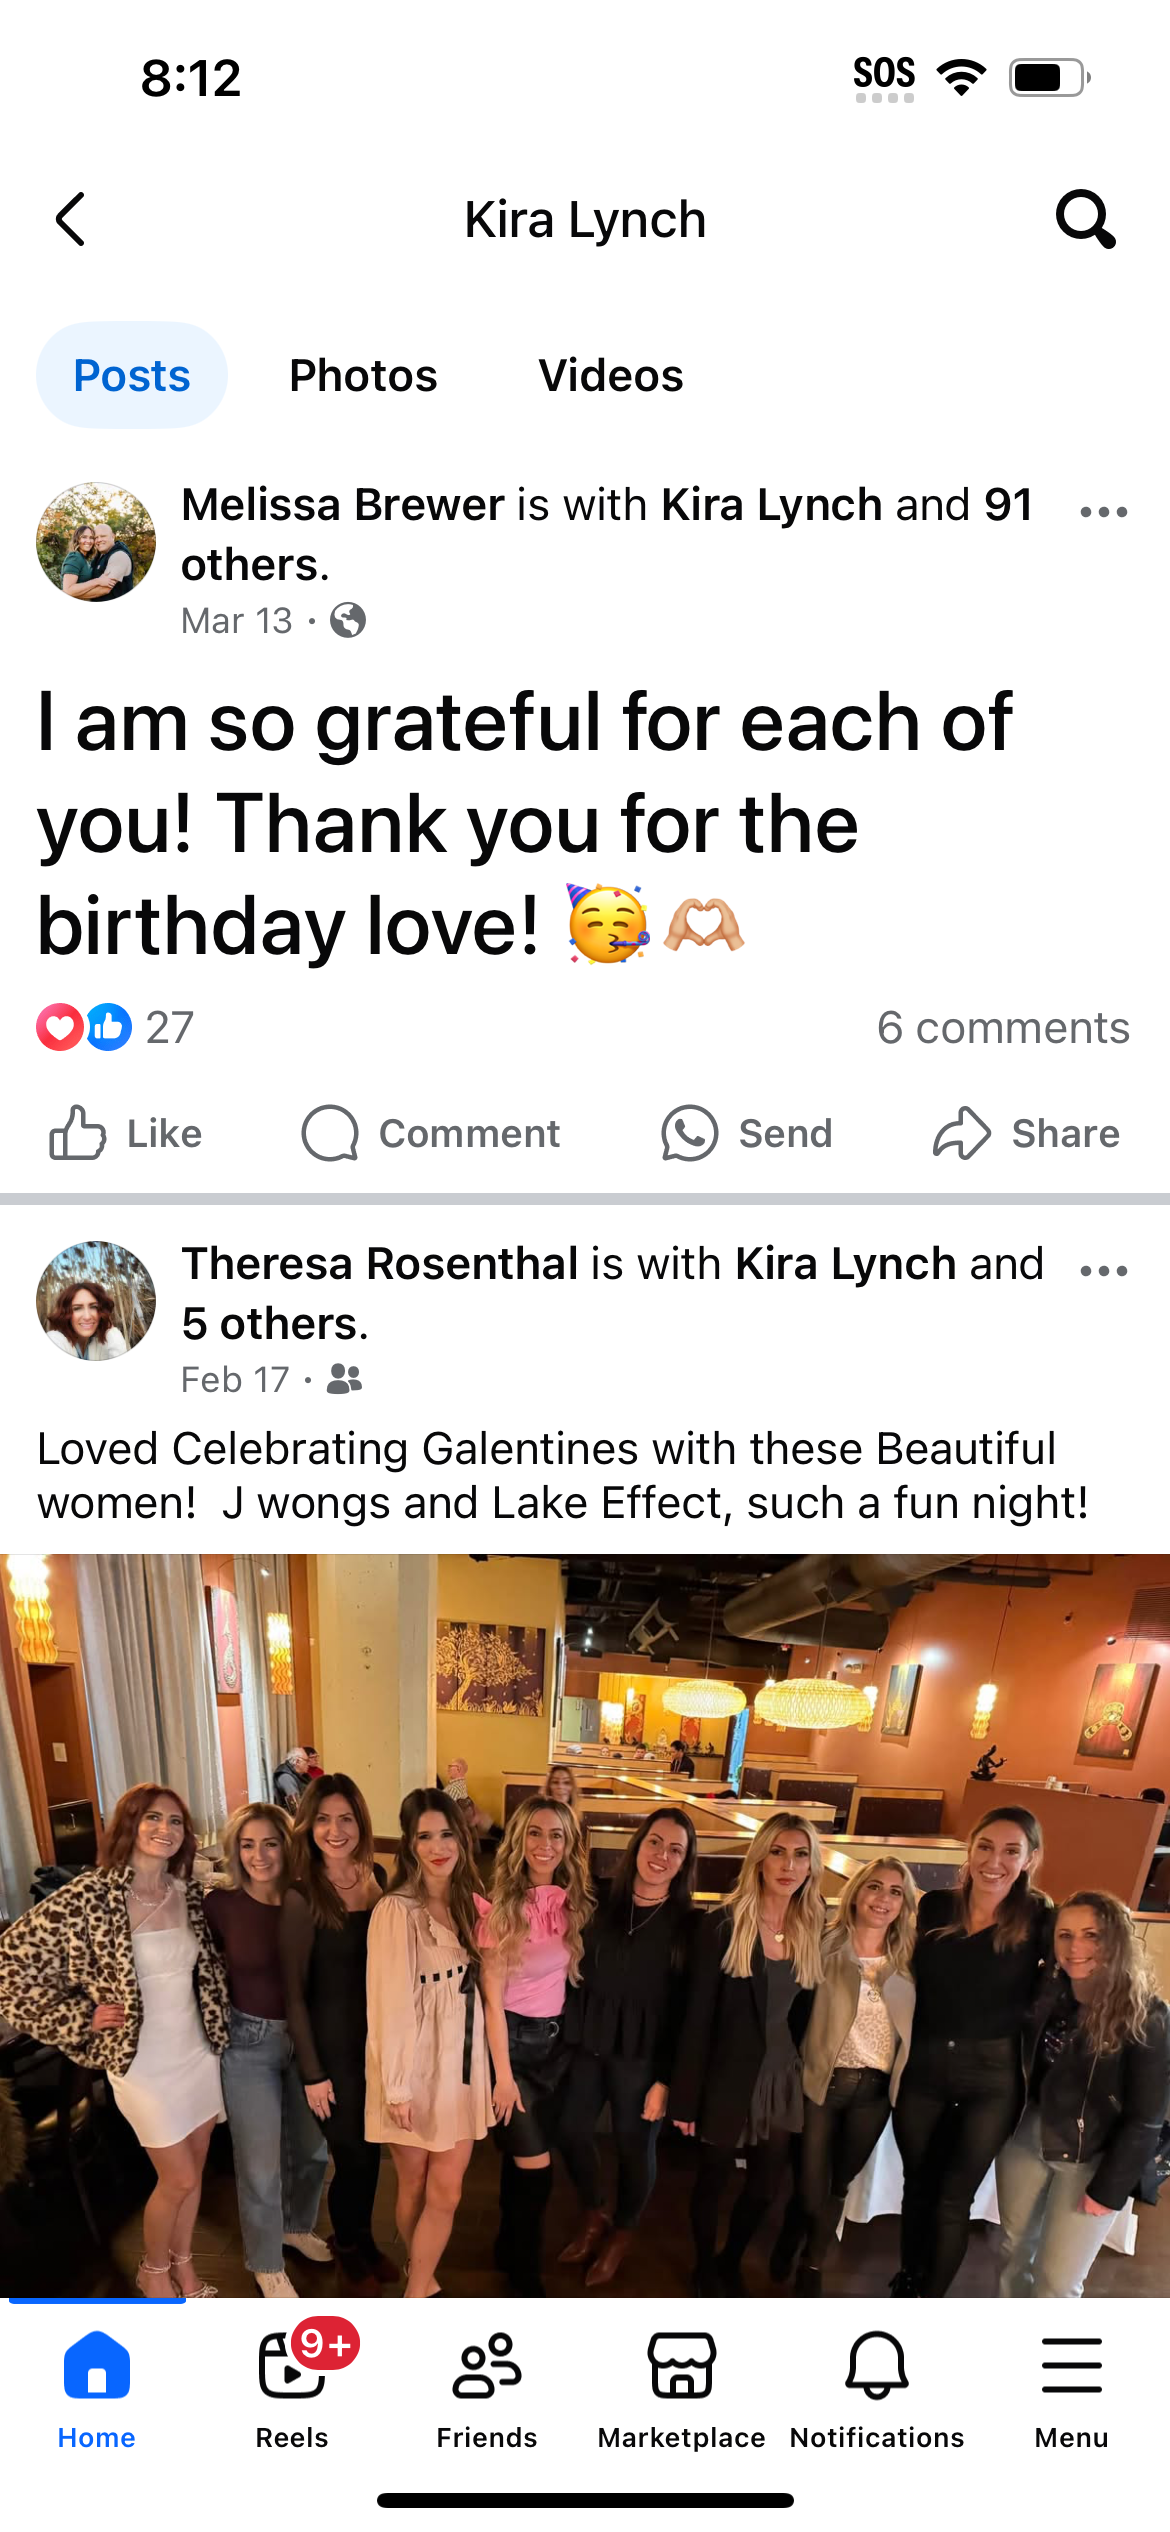 8:12
SOS
Kira Lynch
Posts
Photos
Videos
Melissa Brewer is with Kira Lynch and 91
others.
Mar 13 ·
I am so grateful for each of
you! Thank you for the
birthday love! 🥳🫶🏼
27
6 comments
Like
Comment
Send
Share
Theresa Rosenthal is with Kira Lynch and
5 others.
Feb 17 ·
Loved Celebrating Galentines with these Beautiful
women!  J wongs and Lake Effect, such a fun night!
9+
Home
Reels
Friends
Marketplace
Notifications
Menu